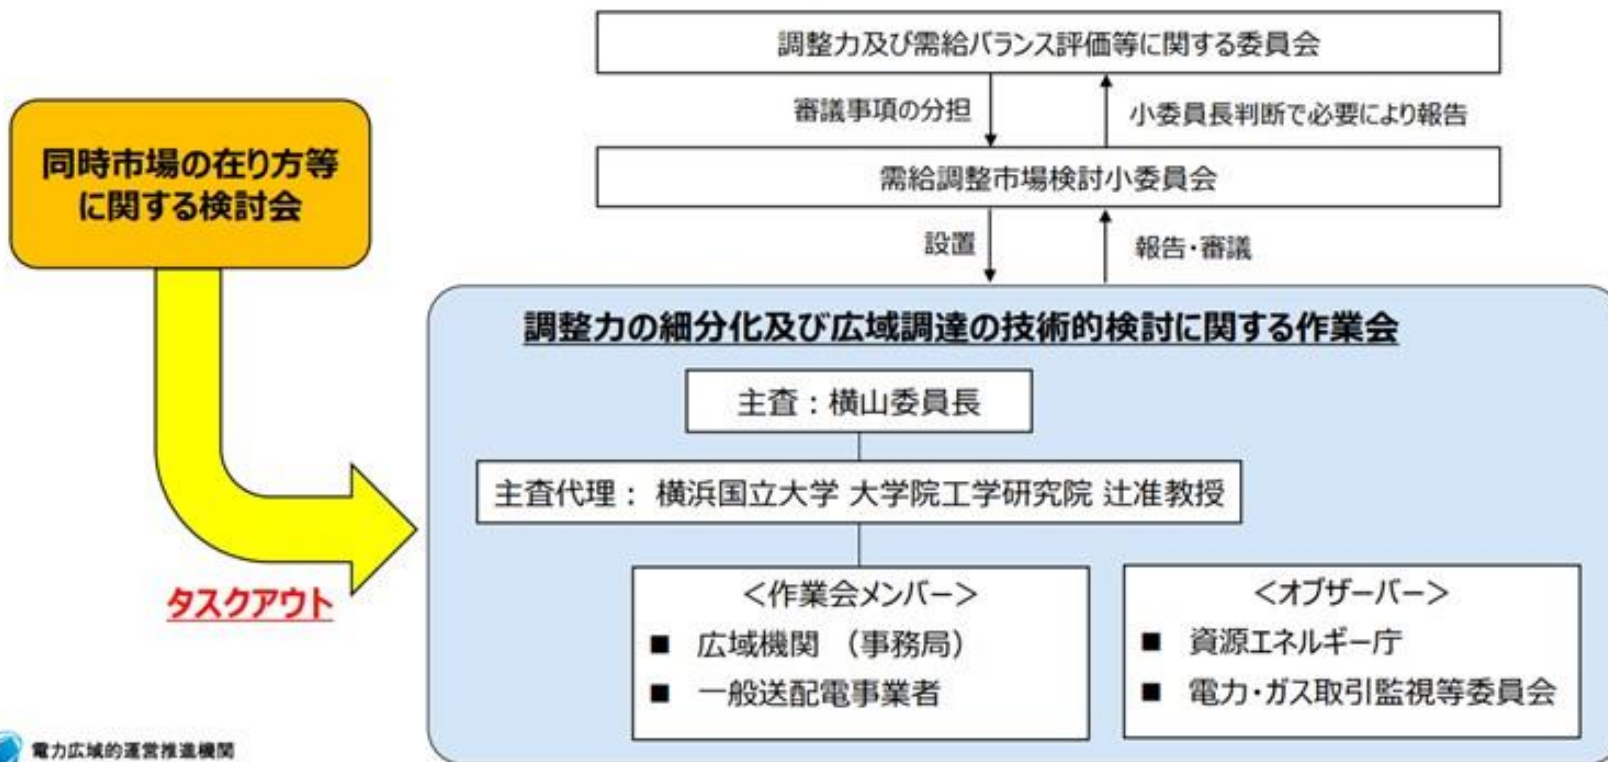 調整力及び需給バランス評価等に関する委員会
審議事項の分担
小委員長判断で必要により報告
需給調整市場検討小委員会
設置
報告・審議
同時市場の在り方等
に関する検討会
タスクアウト
調整力の細分化及び広域調達の技術的検討に関する作業会
主査：横山委員長
主査代理： 横浜国立大学 大学院工学研究院 辻准教授
＜作業会メンバー＞
■ 広域機関 （事務局）
■ 一般送配電事業者
＜オブザーバー＞
■ 資源エネルギー庁
■ 電力・ガス取引監視等委員会
電力広域的運営推進機関